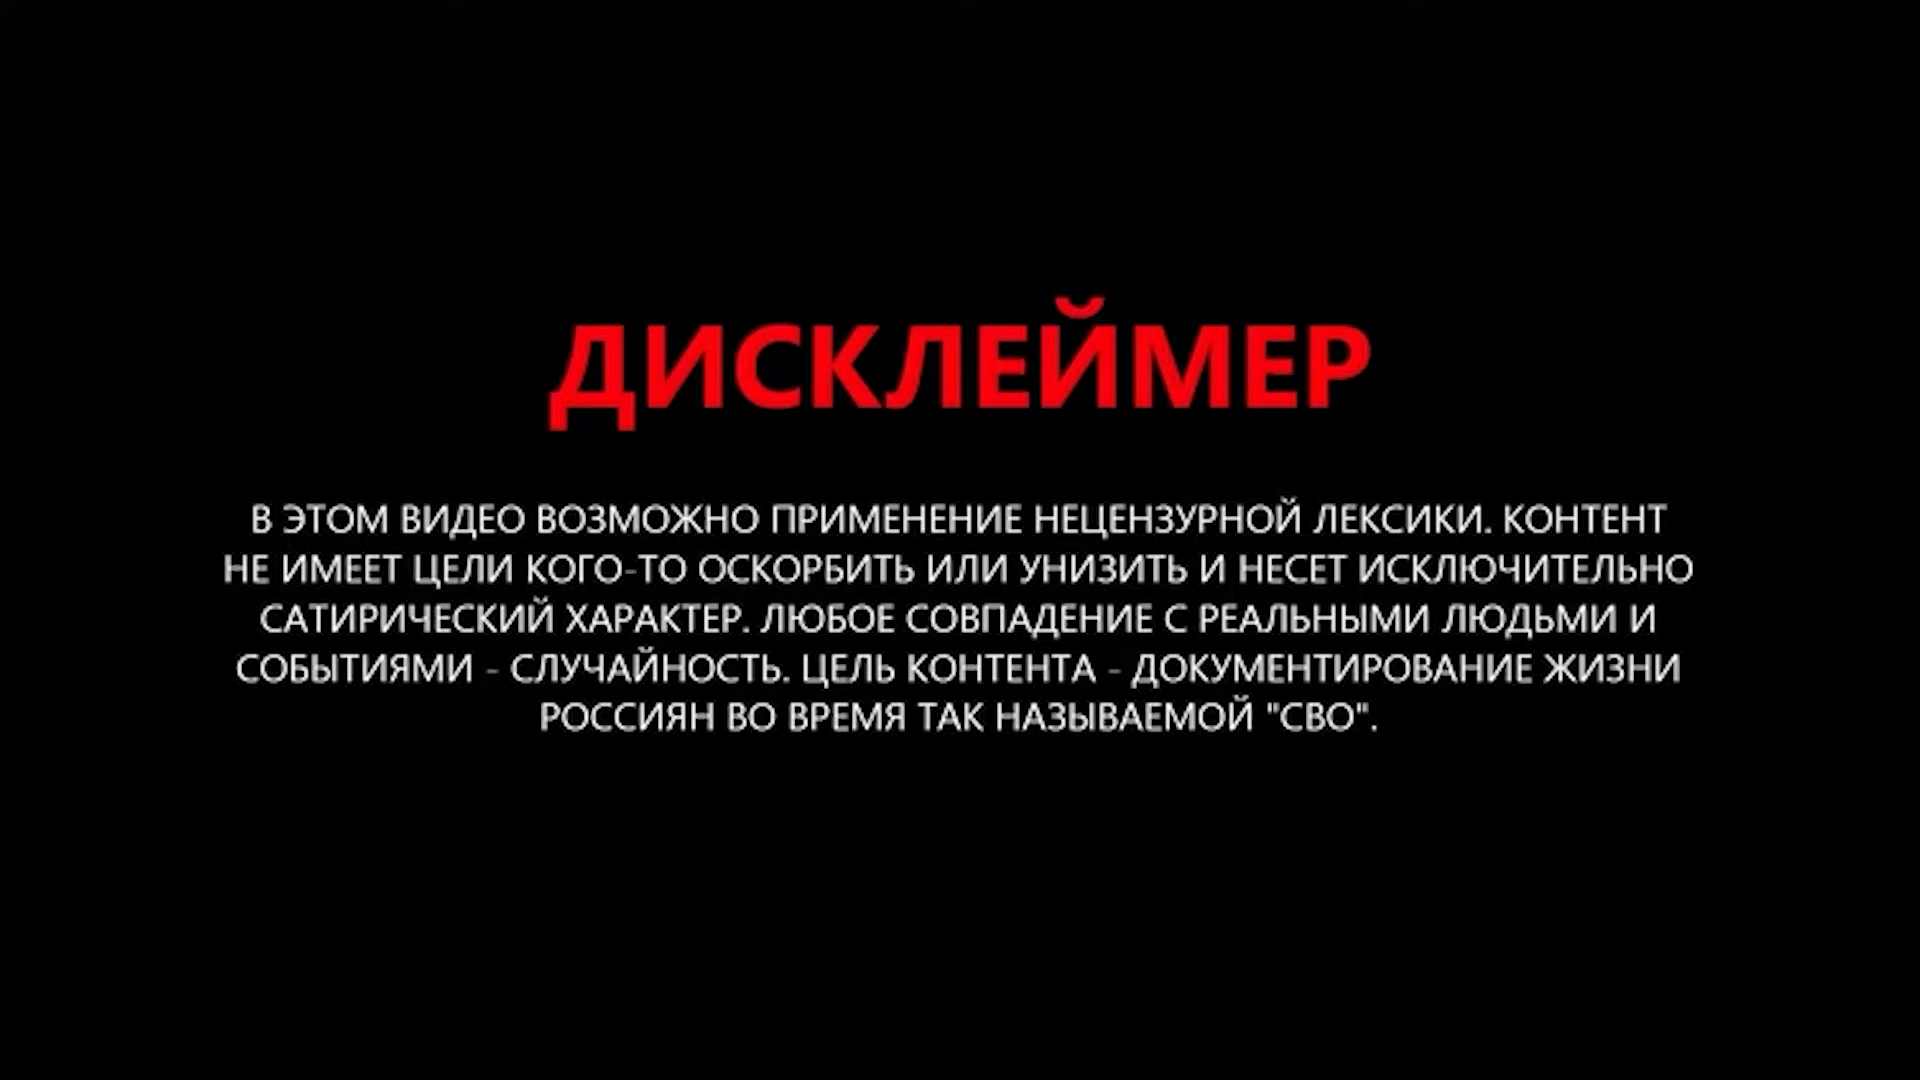 ДИСКЛЕЙМЕР
В ЭТОМ ВИДЕО ВОЗМОЖНО ПРИМЕНЕНИЕ НЕЦЕНЗУРНОЙ ЛЕКСИКИ. КОНТЕНТ
НЕ ИМЕЕТ ЦЕЛИ КОГО-ТО ОСКОРБИТЬ ИЛИ УНИЗИТЬ И НЕСЕТ ИСКЛЮЧИТЕЛЬНО
САТИРИЧЕСКИЙ ХАРАКТЕР. ЛЮБОЕ СОВПАДЕНИЕ С РЕАЛЬНЫМИ ЛЮДЬМИ И
СОБЫТИЯМИ - СЛУЧАЙНОСТЬ. ЦЕЛЬ КОНТЕНТА - ДОКУМЕНТИРОВАНИЕ ЖИЗНИ
РОССИЯН ВО ВРЕМЯ ТАК НАЗЫВАЕМОЙ "СВО".